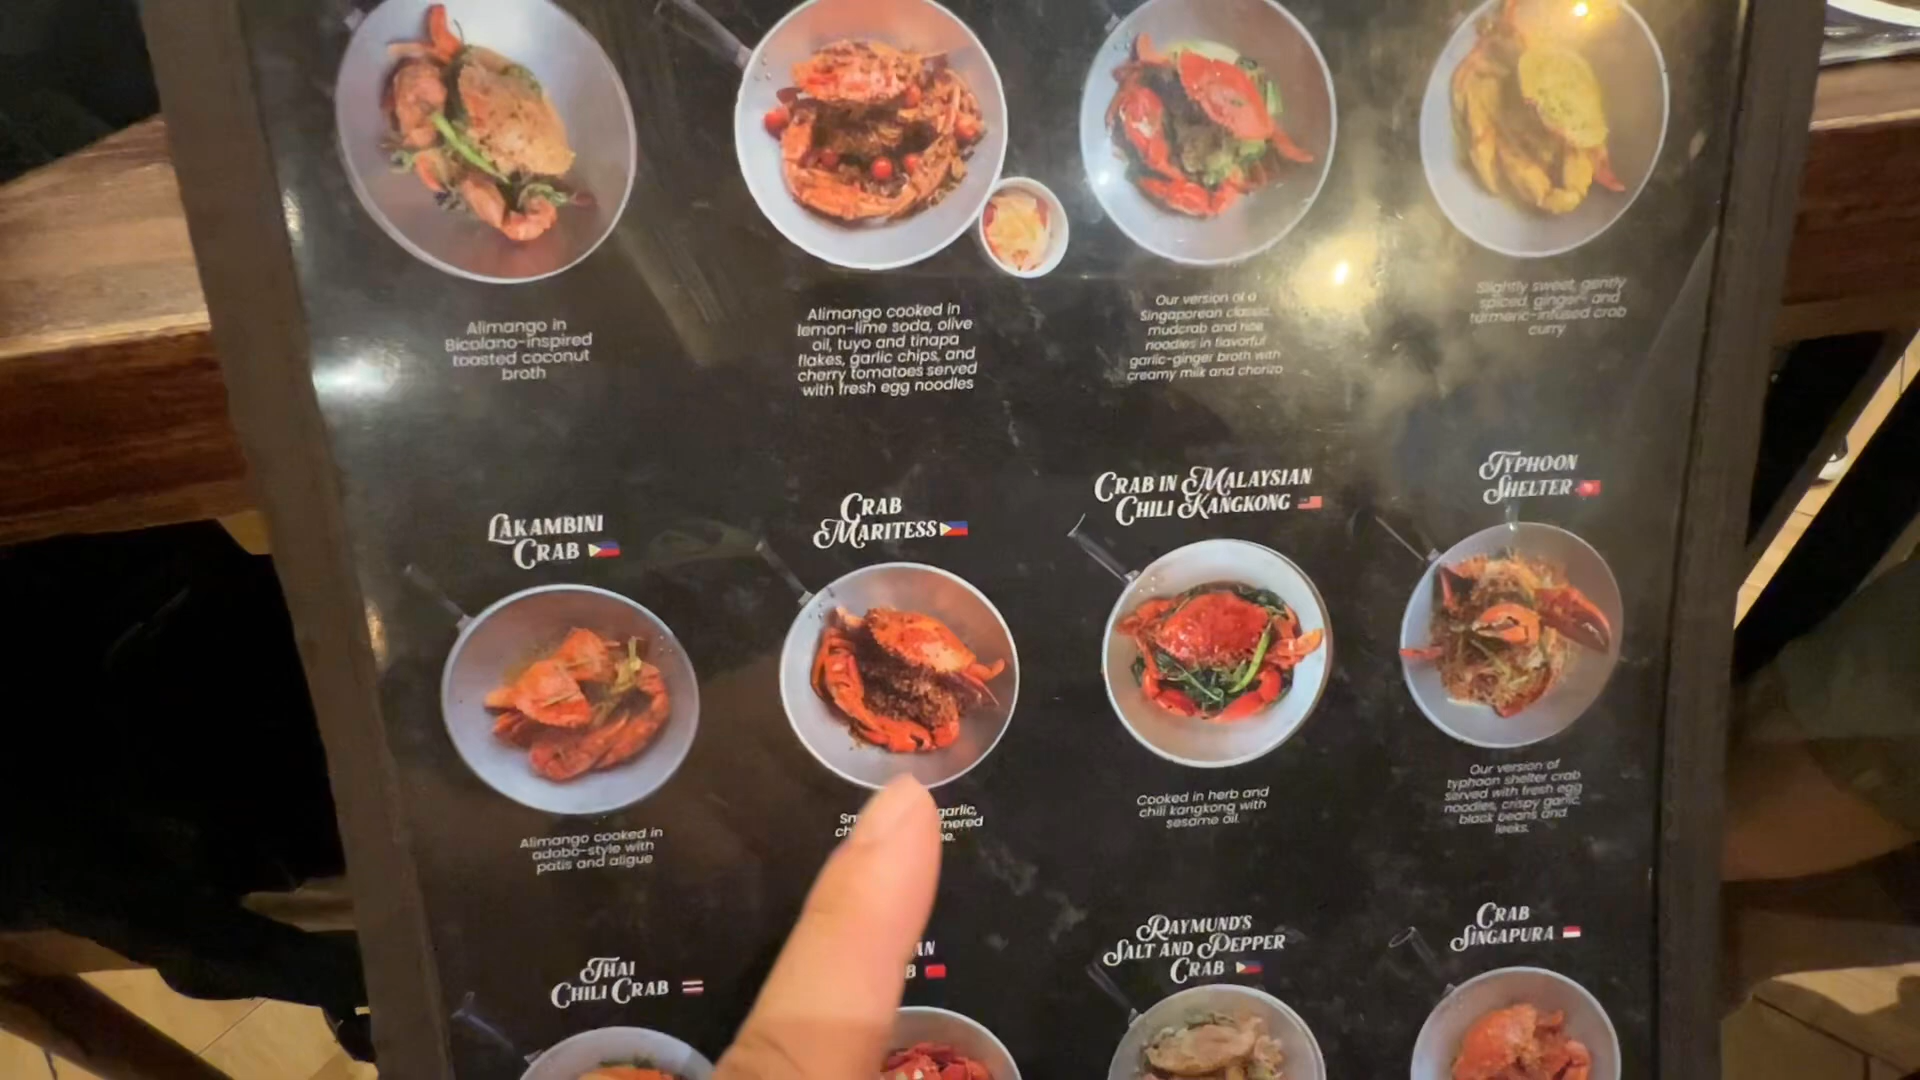 Alimango in
Bicolano-inspired
toasted coconut
broth
Alimango cooked in
lemon-lime soda, olive
oil, tuyo and tinapa
flakes, garlic chips, and
cherry tomatoes served
with fresh egg noodles
Our version of a
Singaporean classic,
mudcrab and rice
noodles in flavorful
garlic-ginger broth with
creamy milk and chorizo
Slightly sweet, gently
spiced, ginger- and
turmeric-infused crab
curry.
LAKAMBINI
CRAB
CRAB
MARITESS
CRAB IN MALAYSIAN
CHILI KANGKONG
TYPHOON
SHELTER
Alimango cooked in
adobo-style with
patis and aligue
garlic,
Cooked in herb and
chili kangkong with
sesame oil.
Our version of
typhoon shelter crab
served with fresh egg
noodles, crispy garlic,
black beans and
leeks.
THAI
CHILI CRAB
RAYMUND'S
SALT AND PEPPER
CRAB
CRAB
SINGAPURA